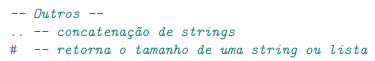 -- Outros --
.. -- concatenação de strings
# -- retorna o tamanho de uma string ou lista